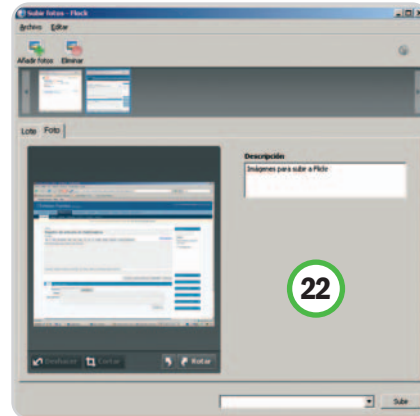 Subir fotos - Flock
Archivo Editar
Añadir fotos Eliminar
Lote Foto
Descripción
Imágenes para subir a Flickr
22
Deshacer Cortar Rotar
Subir